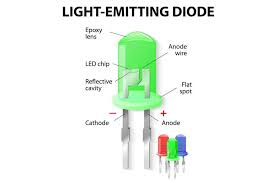 LIGHT-EMITTING DIODE
Epoxy
lens
Anode
wire
LED chip
Reflective
cavity
Flat
spot
Cathode
−
+
Anode